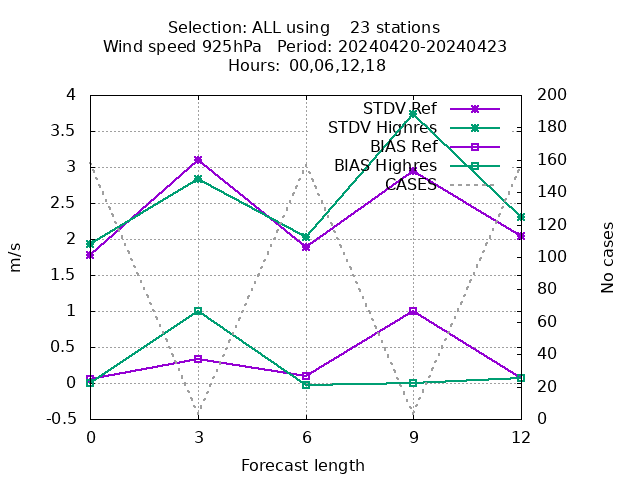 Selection: ALL using    23 stations
Wind speed 925hPa   Period: 20240420-20240423
Hours: 00,06,12,18
STDV Ref
STDV Highres
BIAS Ref
BIAS Highres
CASES
4
3.5
3
2.5
2
1.5
1
0.5
0
-0.5
m/s
200
180
160
140
120
100
80
60
40
20
0
No cases
0 3 6 9 12
Forecast length